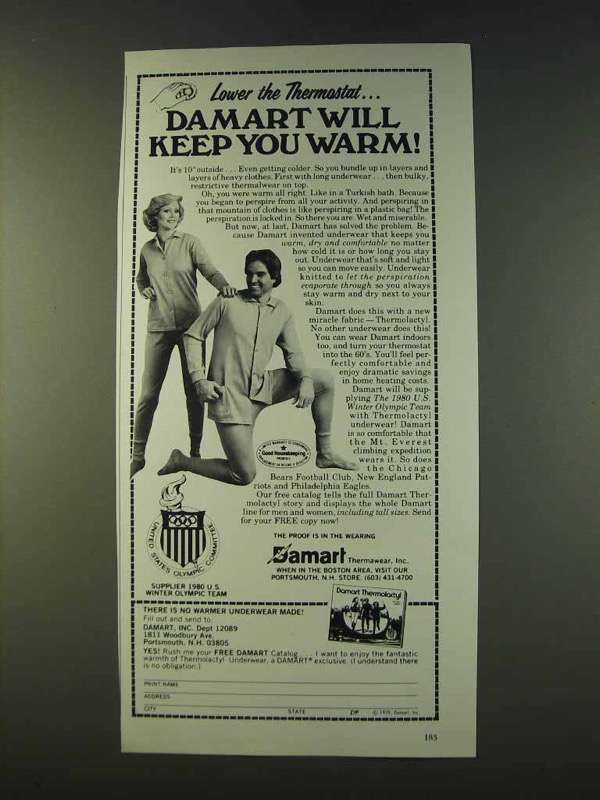 Lower the Thermostat...
DAMART WILL
KEEP YOU WARM!
It's 10° outside . . . Even getting colder. So you bundle up in layers and
layers of heavy clothes. First with long underwear . . . then bulky,
restrictive thermalwear on top.
Oh, you were warm all right. Like in a Turkish bath. Because
you began to perspire from all your activity. And perspiring in
that mountain of clothes is like perspiring in a plastic bag! The
perspiration is locked in. So there you are. Wet and miserable.
But now, at last, Damart has solved the problem. Be-
cause Damart invented underwear that keeps you
warm, dry and comfortable no matter
how cold it is or how long you stay
out. Underwear that's soft and light
so you can move easily. Underwear
knitted to let the perspiration
evaporate through so you always
stay warm and dry next to your
skin.
Damart does this with a new
miracle fabric — Thermolactyl.
No other underwear does this!
You can wear Damart indoors
too, and turn your thermostat
into the 60's. You'll feel per-
fectly comfortable and
enjoy dramatic savings
in home heating costs.
Damart will be sup-
plying The 1980 U.S.
Winter Olympic Team
with Thermolactyl
underwear! Damart
is so comfortable that
the Mt. Everest
climbing expedition
wears it. So does
the Chicago
Bears Football Club, New England Pat-
riots and Philadelphia Eagles.
Our free catalog tells the full Damart Ther-
molactyl story and displays the whole Damart
line for men and women, including tall sizes. Send
for your FREE copy now!
Good Housekeeping
UNITED STATES OLYMPIC COMMITTEE
SUPPLIER 1980 U.S.
WINTER OLYMPIC TEAM
THE PROOF IS IN THE WEARING
Damart Thermawear, Inc.
WHEN IN THE BOSTON AREA, VISIT OUR
PORTSMOUTH, N.H. STORE. (603) 431-4700
Damart Thermolactyl
THERE IS NO WARMER UNDERWEAR MADE!
Fill out and send to:
DAMART, INC. Dept 12089
1811 Woodbury Ave.
Portsmouth, N.H. 03805
YES! Rush me your FREE DAMART Catalog . . . I want to enjoy the fantastic
warmth of Thermolactyl Underwear, a DAMART® exclusive. (I understand there
is no obligation.)
PRINT NAME
ADDRESS
CITY STATE ZIP © 1979, Damart, Inc.
185